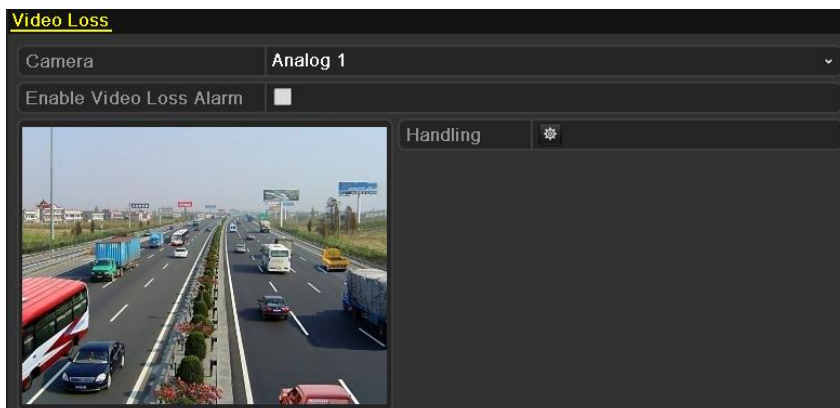 Video Loss
Camera Analog 1
Enable Video Loss Alarm
Handling